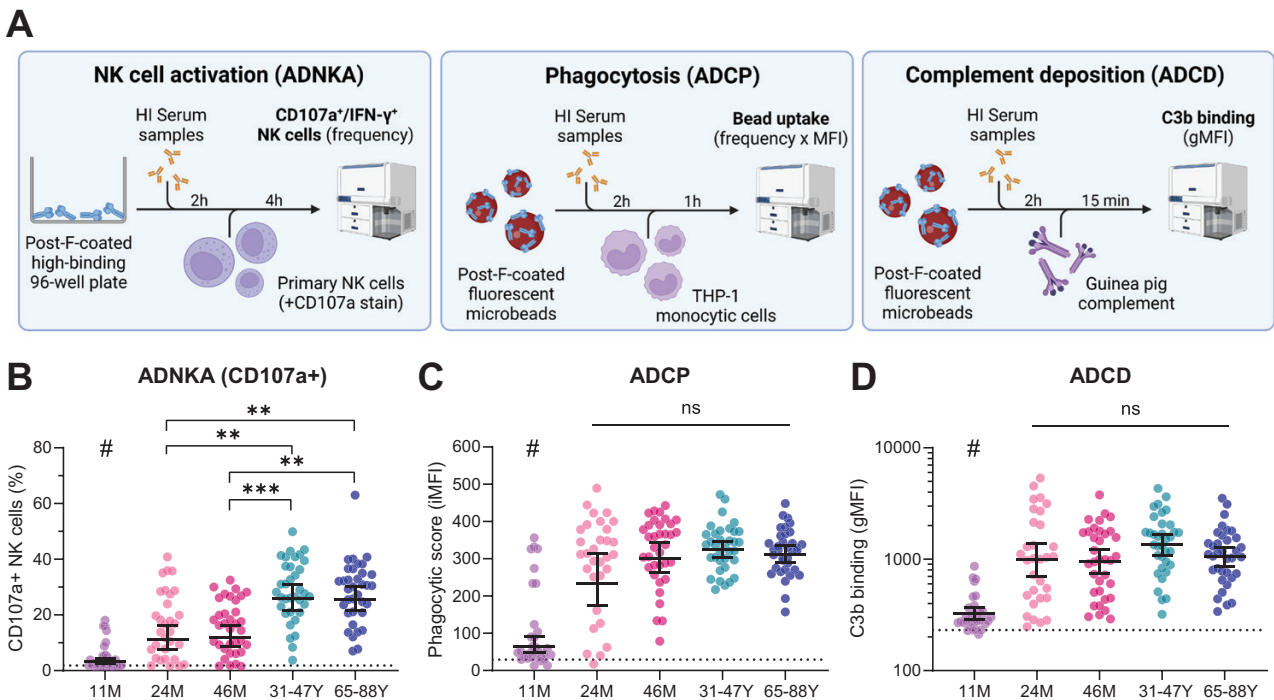 A
NK cell activation (ADNKA)
HI Serum
samples
CD107a⁺/IFN-γ⁺
NK cells (frequency)
2h
4h
Post-F-coated
high-binding
96-well plate
Primary NK cells
(+CD107a stain)
Phagocytosis (ADCP)
HI Serum
samples
Bead uptake
(frequency x MFI)
2h
1h
Post-F-coated
fluorescent
microbeads
THP-1
monocytic cells
Complement deposition (ADCD)
HI Serum
samples
C3b binding
(gMFI)
2h
15 min
Post-F-coated
fluorescent
microbeads
Guinea pig
complement
B
ADNKA (CD107a+)
**
**
**
***
#
CD107a+ NK cells (%)
80
60
40
20
0
11M 24M 46M 31-47Y 65-88Y
C
ADCP
ns
#
Phagocytic score (iMFI)
600
500
400
300
200
100
0
11M 24M 46M 31-47Y 65-88Y
D
ADCD
ns
#
C3b binding (gMFI)
10000
1000
100
11M 24M 46M 31-47Y 65-88Y